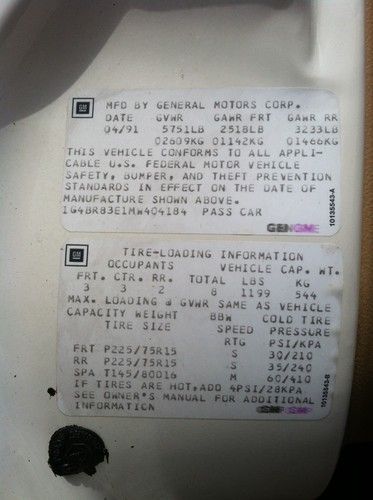 GM
MFD BY GENERAL MOTORS CORP.
DATE GVWR GAWR FRT GAWR RR
04/91 5751LB 2518LB 3233LB
02609KG 01142KG 01466KG
THIS VEHICLE CONFORMS TO ALL APPLI-
CABLE U.S. FEDERAL MOTOR VEHICLE
SAFETY, BUMPER, AND THEFT PREVENTION
STANDARDS IN EFFECT ON THE DATE OF
MANUFACTURE SHOWN ABOVE.
1G4BR83E1MW404184 PASS CAR
10135543-A
GM
TIRE-LOADING INFORMATION
OCCUPANTS VEHICLE CAP. WT.
FRT. CTR. RR. TOTAL LBS KG
3 3 2 8 1199 544
MAX. LOADING @ GVWR SAME AS VEHICLE
CAPACITY WEIGHT BBW COLD TIRE
TIRE SIZE SPEED PRESSURE
RTG PSI/KPA
FRT P225/75R15 S 30/210
RR P225/75R15 S 35/240
SPA T145/80D16 M 60/410
IF TIRES ARE HOT,ADD 4PSI/28KPA
SEE OWNER'S MANUAL FOR ADDITIONAL
INFORMATION
10135543-B